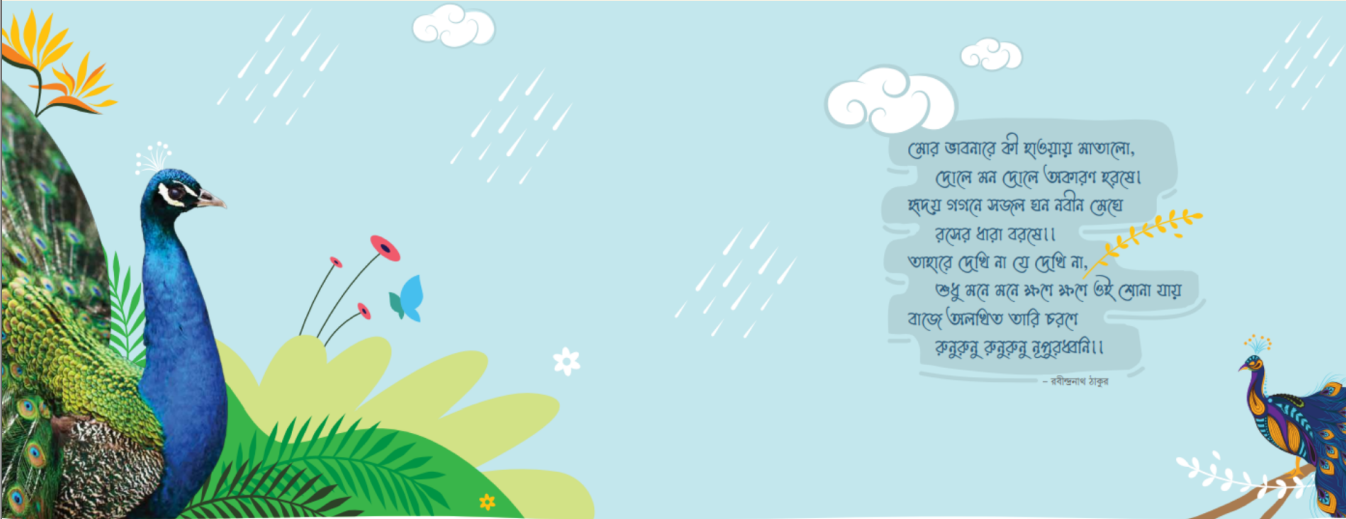 মোর ভাবনারে কী হাওয়ায় মাতালো,
দোলে মন দোলে অকারণ হরষে।
হৃদয় গগনে সজল ঘন নবীন মেঘে
রসের ধারা বরষে।।
তাহারে দেখি না যে দেখি না,
শুধু মনে মনে ক্ষণে ক্ষণে ওই শোনা যায়
বাজে অলখিত তারি চরণে
রুনুরুনু রুনুরুনু নূপুরধ্বনি।।
– রবীন্দ্রনাথ ঠাকুর